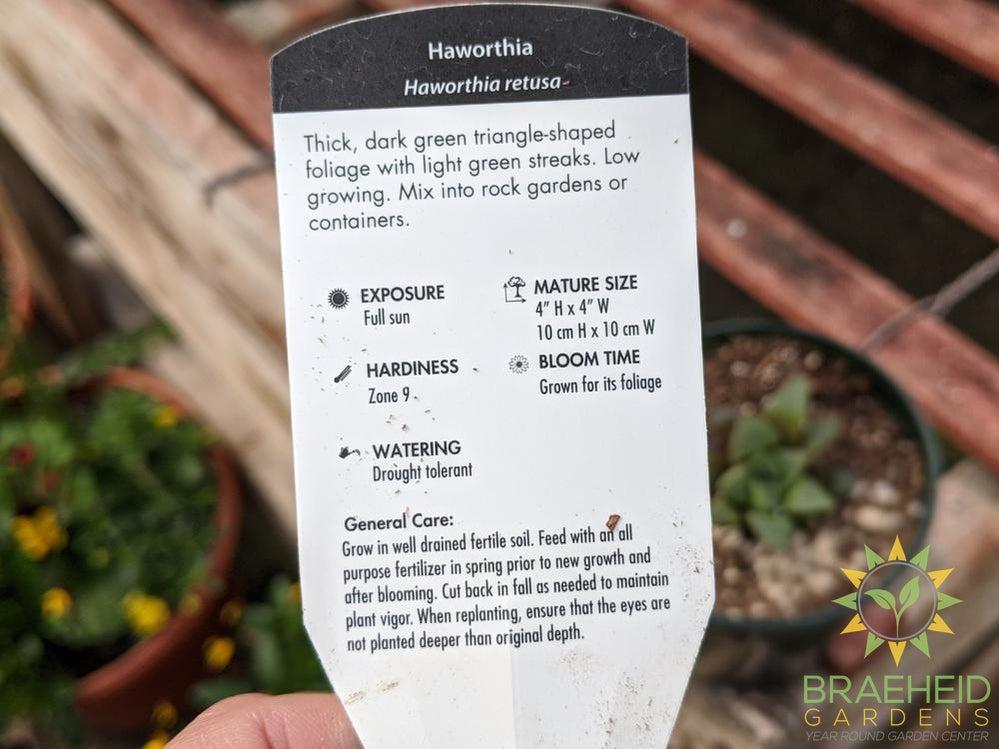 Haworthia
Haworthia retusa
Thick, dark green triangle-shaped
foliage with light green streaks. Low
growing. Mix into rock gardens or
containers.
EXPOSURE
Full sun
MATURE SIZE
4” H x 4” W
10 cm H x 10 cm W
HARDINESS
Zone 9
BLOOM TIME
Grown for its foliage
WATERING
Drought tolerant
General Care:
Grow in well drained fertile soil. Feed with an all
purpose fertilizer in spring prior to new growth and
after blooming. Cut back in fall as needed to maintain
plant vigor. When replanting, ensure that the eyes are
not planted deeper than original depth.
BRAEHEID
GARDENS
YEAR ROUND GARDEN CENTER